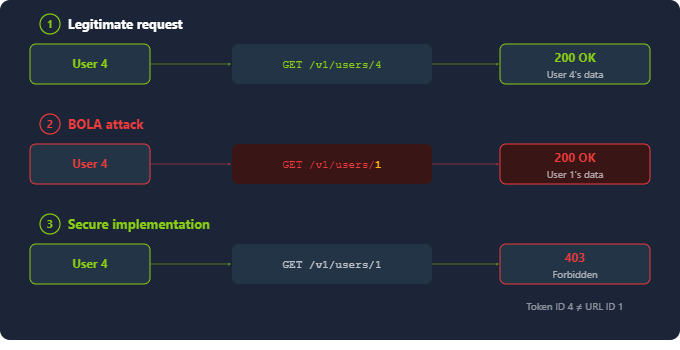 1 Legitimate request
User 4
GET /v1/users/4
200 OK
User 4's data
2 BOLA attack
User 4
GET /v1/users/1
200 OK
User 1's data
3 Secure implementation
User 4
GET /v1/users/1
403
Forbidden
Token ID 4 ≠ URL ID 1